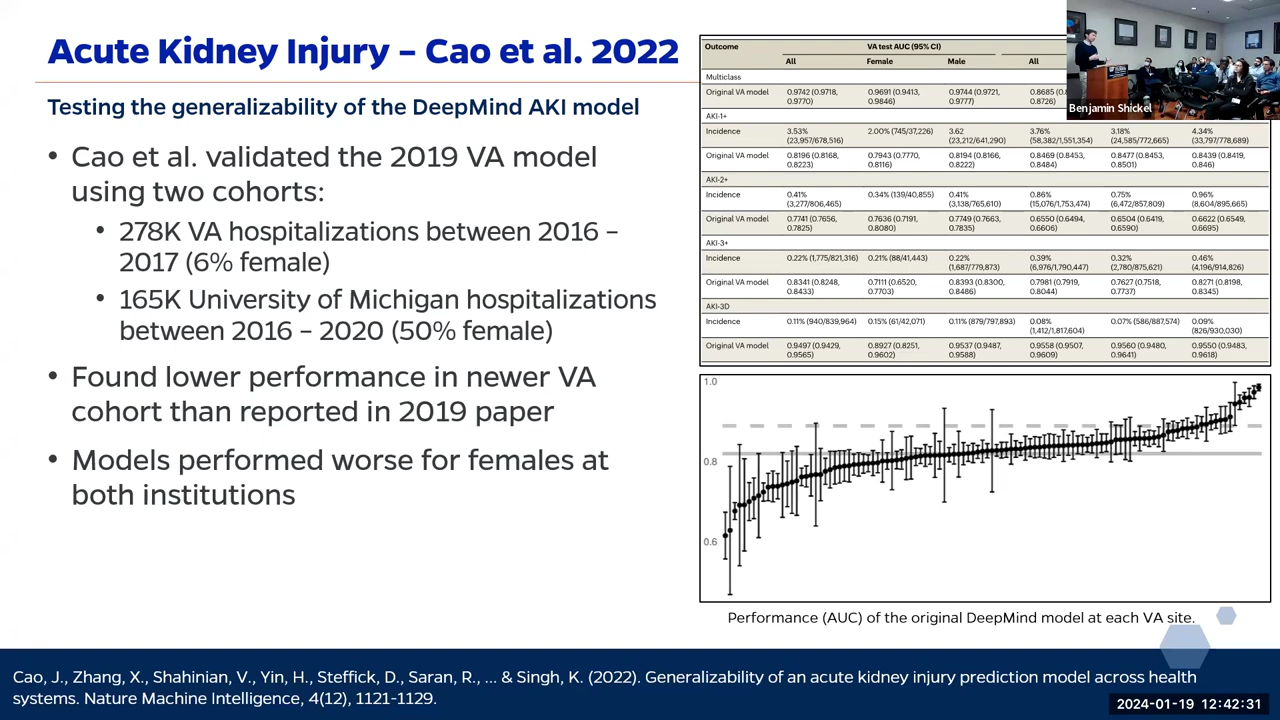 Acute Kidney Injury – Cao et al. 2022
Testing the generalizability of the DeepMind AKI model
• Cao et al. validated the 2019 VA model
using two cohorts:
• 278K VA hospitalizations between 2016 –
2017 (6% female)
• 165K University of Michigan hospitalizations
between 2016 – 2020 (50% female)
• Found lower performance in newer VA
cohort than reported in 2019 paper
• Models performed worse for females at
both institutions
Outcome VA test AUC (95% CI)
All Female Male All
Multiclass
Original VA model 0.9742 (0.9718, 0.9691 (0.9413, 0.9744 (0.9721, 0.8685
0.9770) 0.9846) 0.9777) 0.8726)
AKI-1+
Incidence 3.53% 2.00% (745/37,226) 3.62 3.76% 3.18% 4.34%
(23,957/678,516) (23,212/641,290) (58,382/1,551,354) (24,585/772,665) (33,797/778,689)
Original VA model 0.8196 (0.8168, 0.7943 (0.7770, 0.8194 (0.8166, 0.8469 (0.8453, 0.8477 (0.8453, 0.8439 (0.8419,
0.8223) 0.8116) 0.8222) 0.8484) 0.8501) 0.846)
AKI-2+
Incidence 0.41% 0.34% (139/40,855) 0.41% 0.86% 0.75% 0.96%
(3,277/806,465) (3,138/765,610) (15,076/1,753,474) (6,472/857,809) (8,604/895,665)
Original VA model 0.7741 (0.7656, 0.7636 (0.7191, 0.7749 (0.7663, 0.6550 (0.6494, 0.6504 (0.6419, 0.6622 (0.6549,
0.7825) 0.8080) 0.7835) 0.6606) 0.6590) 0.6695)
AKI-3+
Incidence 0.22% (1,775/821,316) 0.21% (88/41,443) 0.22% 0.39% 0.32% 0.46%
(1,687/779,873) (6,976/1,790,447) (2,780/875,621) (4,196/914,826)
Original VA model 0.8341 (0.8248, 0.7111 (0.6520, 0.8393 (0.8300, 0.7981 (0.7919, 0.7627 (0.7518, 0.8271 (0.8198,
0.8433) 0.7703) 0.8486) 0.8044) 0.7737) 0.8345)
AKI-3D
Incidence 0.11% (940/839,964) 0.15% (61/42,071) 0.11% (879/797,893) 0.08% 0.07% (586/887,574) 0.09%
(1,412/1,817,604) (826/930,030)
Original VA model 0.9497 (0.9429, 0.8927 (0.8251, 0.9537 (0.9487, 0.9558 (0.9507, 0.9560 (0.9480, 0.9550 (0.9483,
0.9565) 0.9602) 0.9588) 0.9609) 0.9641) 0.9618)
Benjamin Shickel
1.0
0.8
0.6
Performance (AUC) of the original DeepMind model at each VA site.
Cao, J., Zhang, X., Shahinian, V., Yin, H., Steffick, D., Saran, R., ... & Singh, K. (2022). Generalizability of an acute kidney injury prediction model across health
systems. Nature Machine Intelligence, 4(12), 1121-1129.
2024-01-19 12:42:31